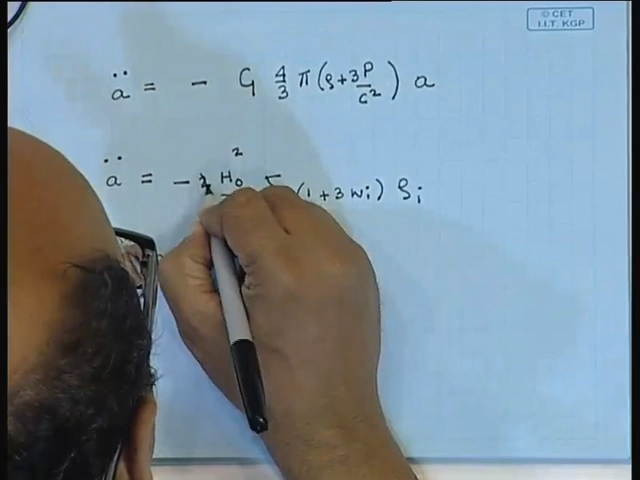 © CET
I.I.T. KGP
ä = - G 4/3 π (ρ + 3P/c²) a
ä = - H₀² Σ (1 + 3wᵢ) ρᵢ